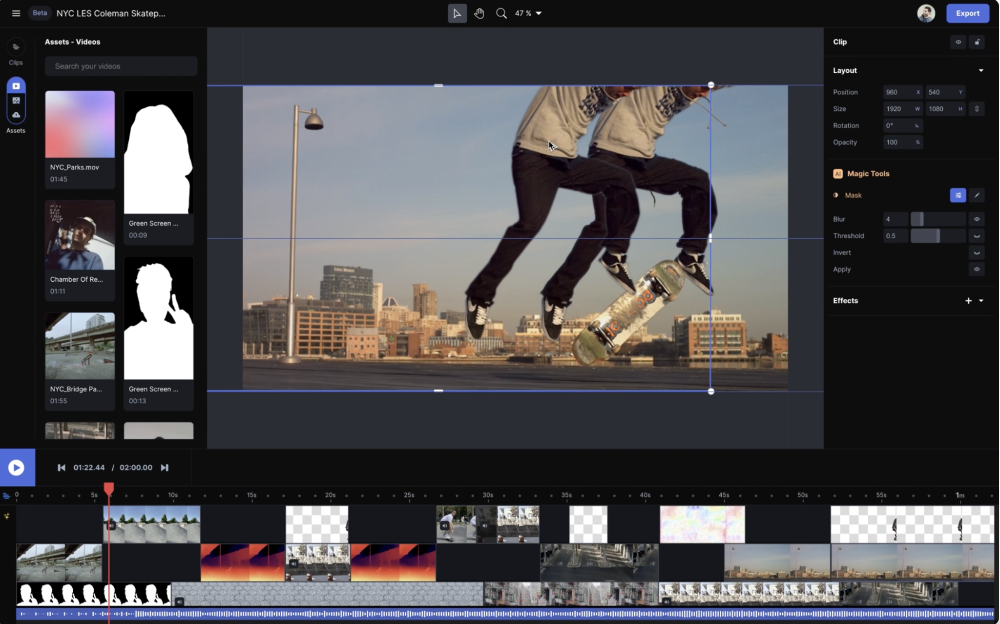 Beta NYC LES Coleman Skatep... 47 % Export
Clips
Assets
Assets - Videos
Search your videos
NYC_Parks.mov
01:45
Green Screen ...
00:09
Chamber Of Re...
01:11
NYC_Bridge Pa...
01:55
Green Screen ...
00:13
LEGG MASON
Clip
Layout
Position 960 X 540 Y
Size 1920 W 1080 H
Rotation 0°
Opacity 100 %
AI Magic Tools
Mask
Blur 4
Threshold 0.5
Invert
Apply
Effects
01:22.44 / 02:00.00
0 5s 10s 15s 20s 25s 30s 35s 40s 45s 50s 55s 1m